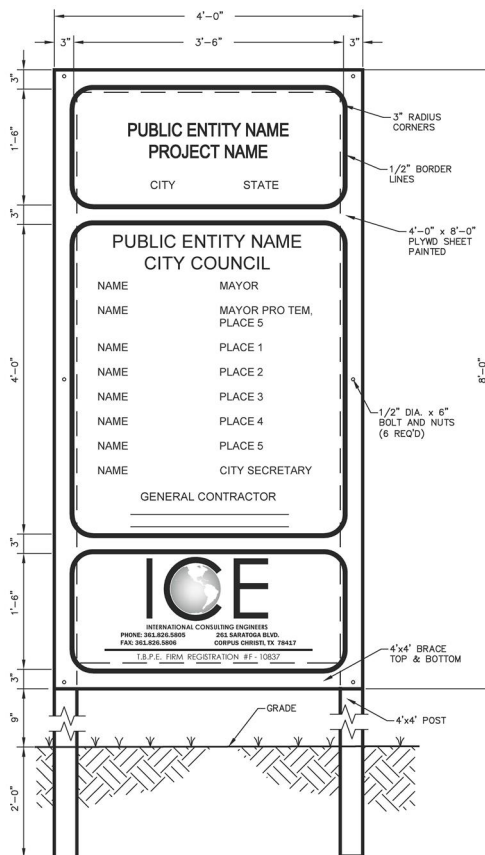 4'-0"
3" 3'-6" 3"
3"
1'-6"
3"
4'-0"
3"
1'-6"
3"
9"
2'-0"
PUBLIC ENTITY NAME
PROJECT NAME
CITY STATE
PUBLIC ENTITY NAME
CITY COUNCIL
NAME MAYOR
NAME MAYOR PRO TEM,
PLACE 5
NAME PLACE 1
NAME PLACE 2
NAME PLACE 3
NAME PLACE 4
NAME PLACE 5
NAME CITY SECRETARY
GENERAL CONTRACTOR
ICE
INTERNATIONAL CONSULTING ENGINEERS
PHONE: 361.826.5805 261 SARATOGA BLVD.
FAX: 361.826.5806 CORPUS CHRISTI, TX 78417
T.B.P.E. FIRM REGISTRATION #F - 10837
3" RADIUS
CORNERS
1/2" BORDER
LINES
4'-0" x 8'-0"
PLYWD SHEET
PAINTED
8'-0"
1/2" DIA. x 6"
BOLT AND NUTS
(6 REQ'D)
4'x4' BRACE
TOP & BOTTOM
GRADE
4'x4' POST